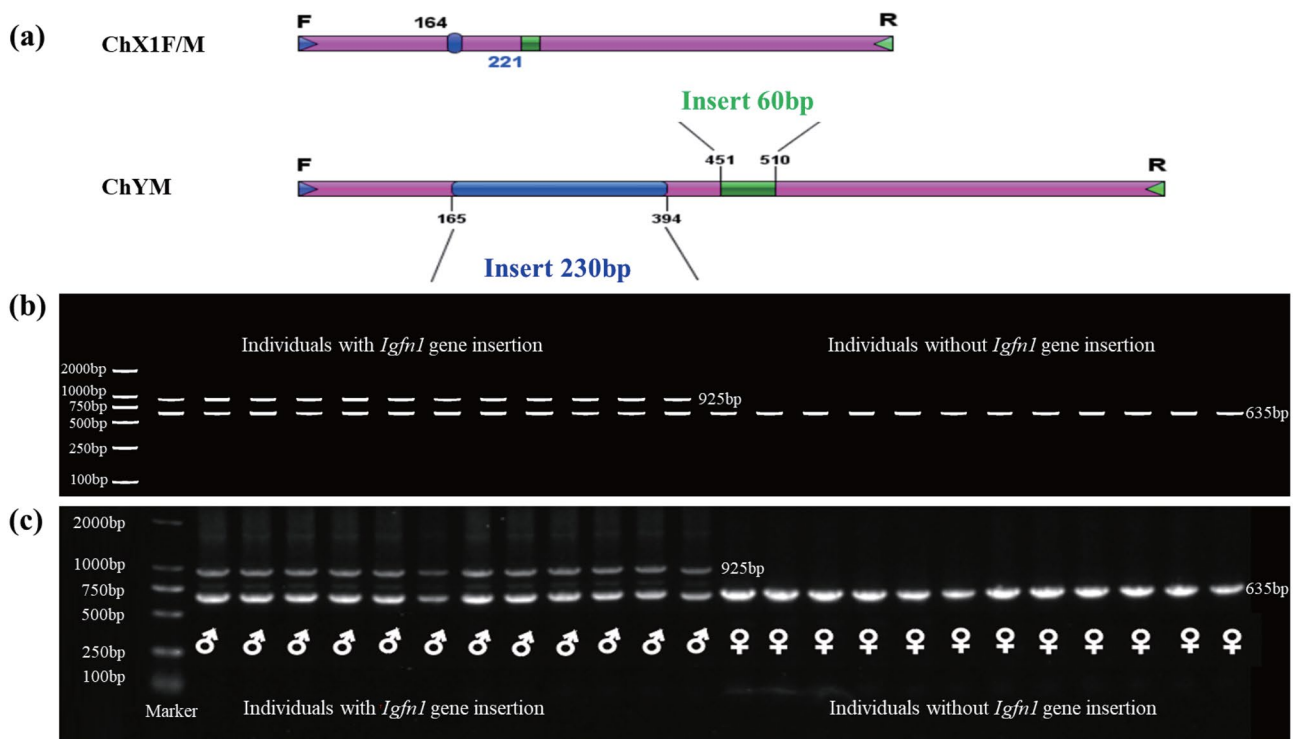 (a)
ChX1F/M
F
164
221
R
Insert 60bp
ChYM
F
451
510
R
165
394
Insert 230bp
(b)
Individuals with Igfn1 gene insertion
Individuals without Igfn1 gene insertion
2000bp
1000bp
750bp
500bp
250bp
100bp
925bp
635bp
(c)
2000bp
1000bp
750bp
500bp
250bp
100bp
925bp
635bp
♂ ♂ ♂ ♂ ♂ ♂ ♂ ♂ ♂ ♂ ♂ ♂ ♀ ♀ ♀ ♀ ♀ ♀ ♀ ♀ ♀ ♀ ♀ ♀
Marker
Individuals with Igfn1 gene insertion
Individuals without Igfn1 gene insertion